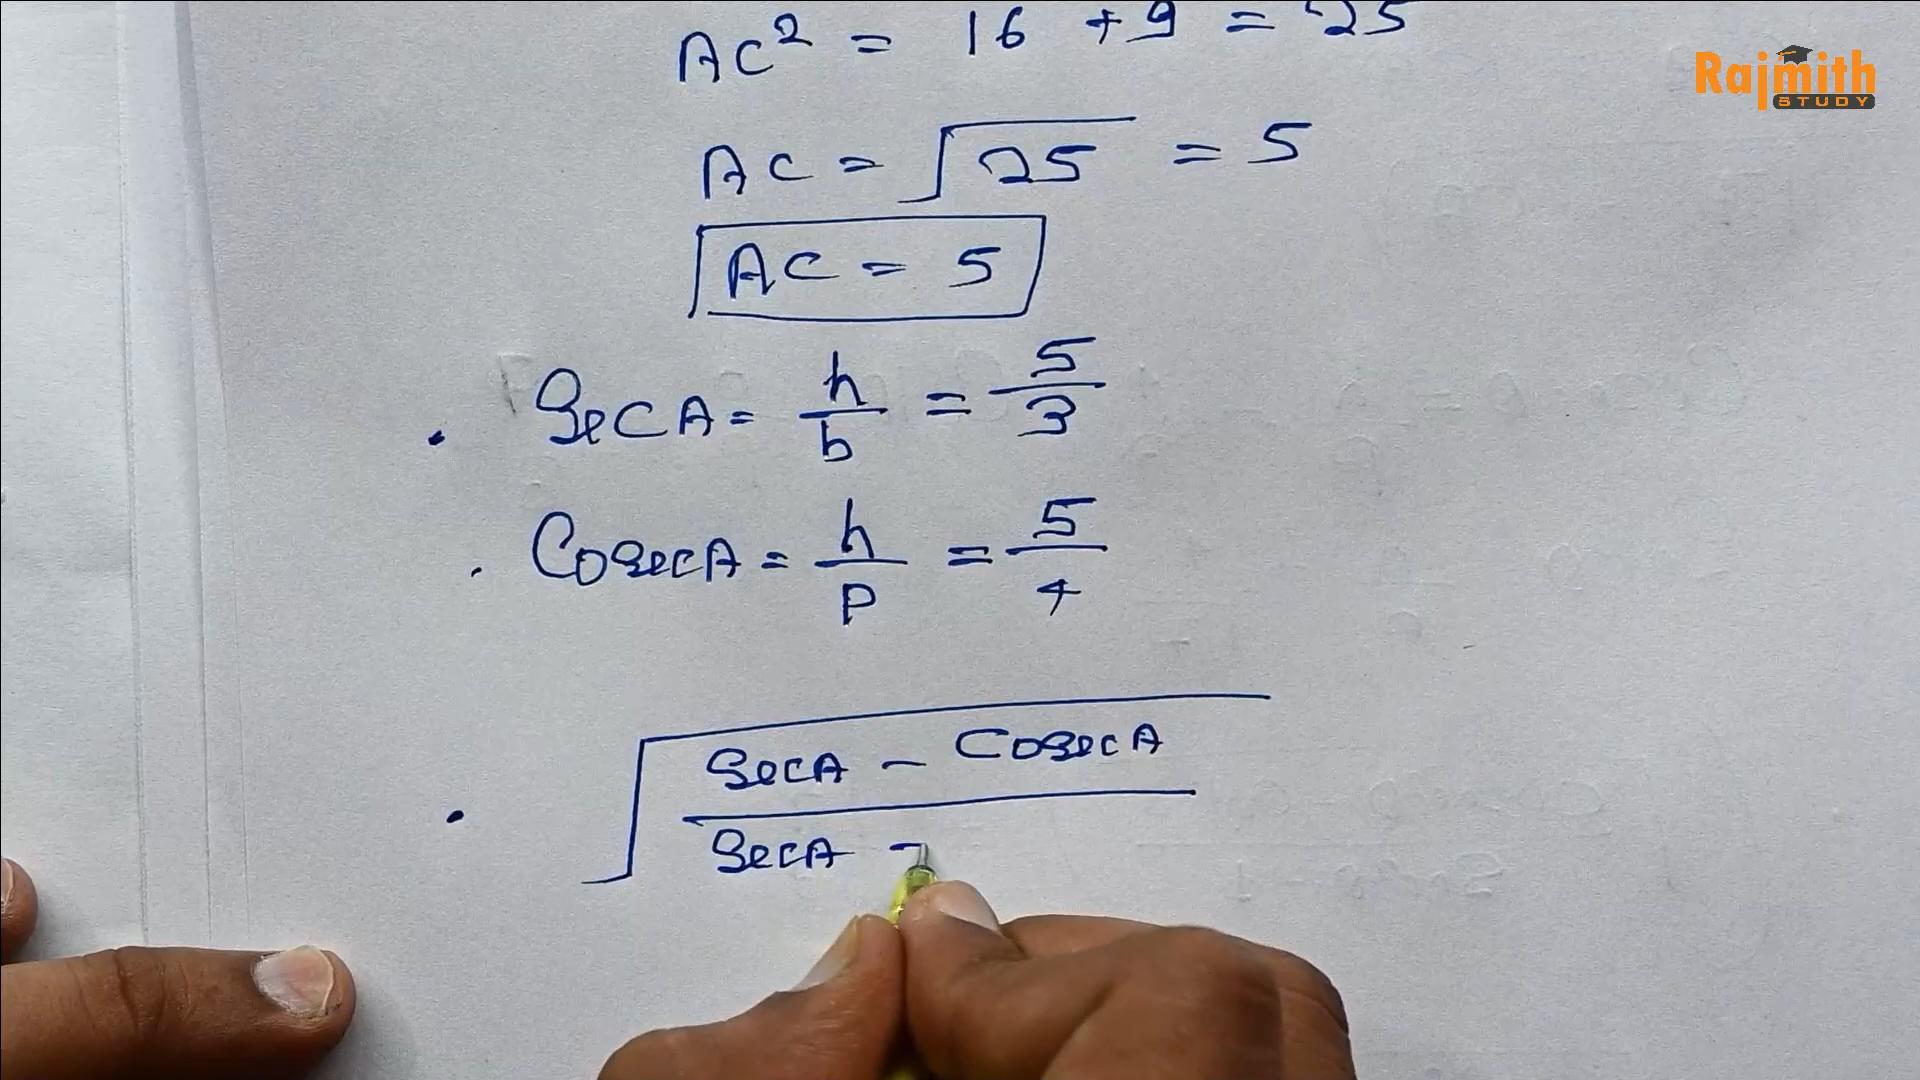 AC² = 16 + 9 = 25
Rajmith
STUDY
AC = √25 = 5
AC = 5
. SecA = h/b = 5/3
. CosecA = h/p = 5/4
. √(SecA - CosecA / SecA -